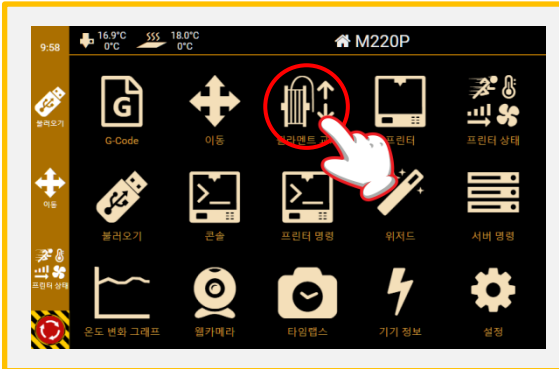 9:58
16.9°C
0°C
18.0°C
0°C
M220P
불러오기
이동
프린터 상태
G
G-Code
이동
프린터
프린터 상태
불러오기
콘솔
프린터 명령
위저드
서버 명령
온도 변화 그래프
웹카메라
타임랩스
기기 정보
설정